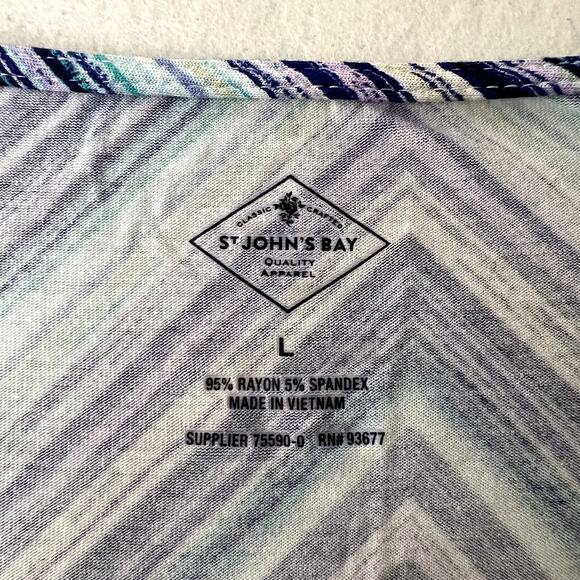 CLASSIC CRAFTED
ST JOHN'S BAY
QUALITY
APPAREL
L
95% RAYON 5% SPANDEX
MADE IN VIETNAM
SUPPLIER 75590-0 RN# 93677